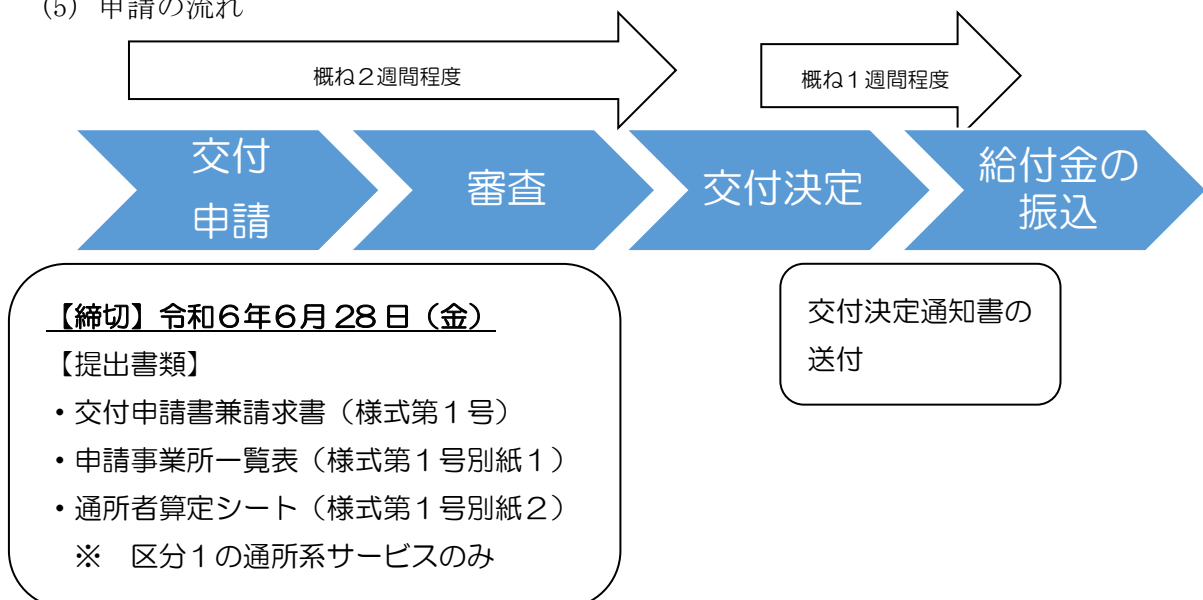 (5) 申請の流れ
概ね２週間程度
概ね１週間程度
交付
申請
審査
交付決定
給付金の
振込
【締切】令和６年６月 28 日（金）
【提出書類】
・交付申請書兼請求書（様式第１号）
・申請事業所一覧表（様式第１号別紙１）
・通所者算定シート（様式第１号別紙２）
※　区分１の通所系サービスのみ
交付決定通知書の
送付